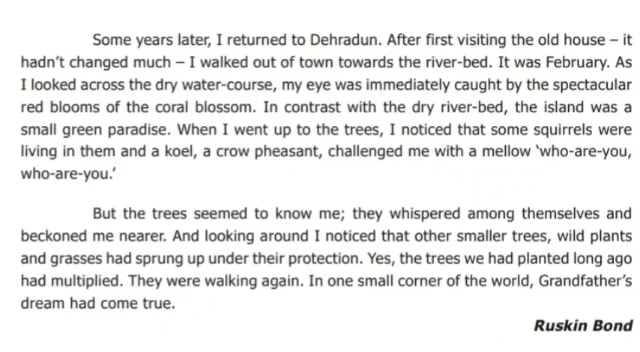 Some years later, I returned to Dehradun. After first visiting the old house – it
hadn’t changed much – I walked out of town towards the river-bed. It was February. As
I looked across the dry water-course, my eye was immediately caught by the spectacular
red blooms of the coral blossom. In contrast with the dry river-bed, the island was a
small green paradise. When I went up to the trees, I noticed that some squirrels were
living in them and a koel, a crow pheasant, challenged me with a mellow ‘who-are-you,
who-are-you.’
But the trees seemed to know me; they whispered among themselves and
beckoned me nearer. And looking around I noticed that other smaller trees, wild plants
and grasses had sprung up under their protection. Yes, the trees we had planted long ago
had multiplied. They were walking again. In one small corner of the world, Grandfather’s
dream had come true.
Ruskin Bond